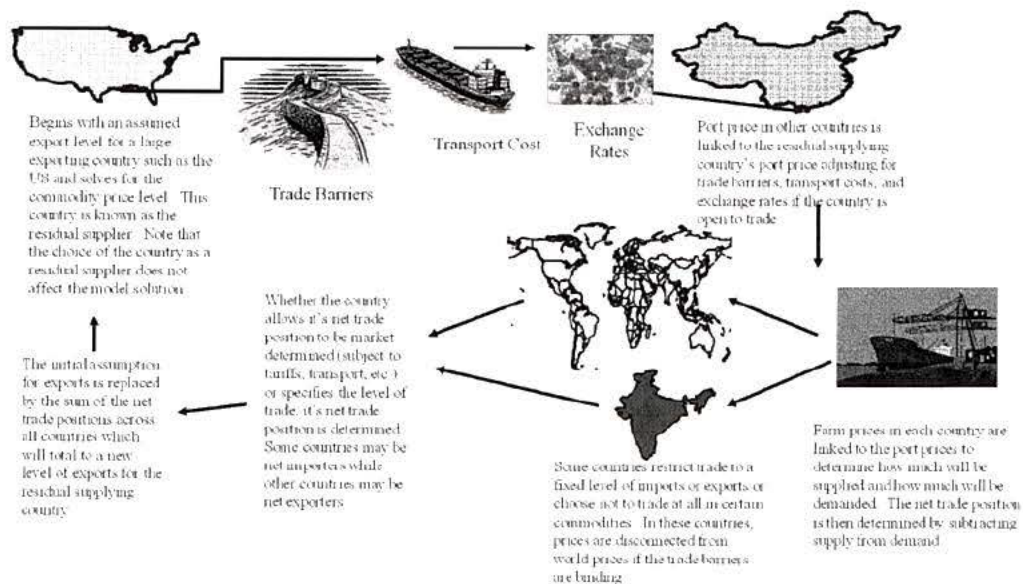 Begins with an assumed
export level for a large
exporting country such as the
US and solves for the
commodity price level. This
country is known as the
residual supplier. Note that
the choice of the country as a
residual supplier does not
affect the model solution
Trade Barriers
Transport Cost
Exchange
Rates
Port price in other countries is
linked to the residual supplying
country's port price adjusting for
trade barriers, transport costs, and
exchange rates if the country is
open to trade
Farm prices in each country are
linked to the port prices to
determine how much will be
supplied and how much will be
demanded. The net trade position
is then determined by subtracting
supply from demand
Some countries restrict trade to a
fixed level of imports or exports or
choose not to trade at all in certain
commodities. In these countries,
prices are disconnected from
world prices if the trade barriers
are binding
Whether the country
allows it's net trade
position to be market
determined (subject to
tariffs, transport, etc.)
or specifies the level of
trade, it's net trade
position is determined.
Some countries may be
net importers while
other countries may be
net exporters
The initial assumption
for exports is replaced
by the sum of the net
trade positions across
all countries which
will total to a new
level of exports for the
residual supplying
country